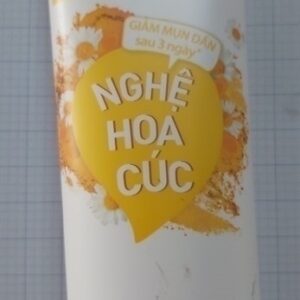 GIẢM MỤN DẦN
sau 3 ngày*
NGHỆ
HOA
CÚC